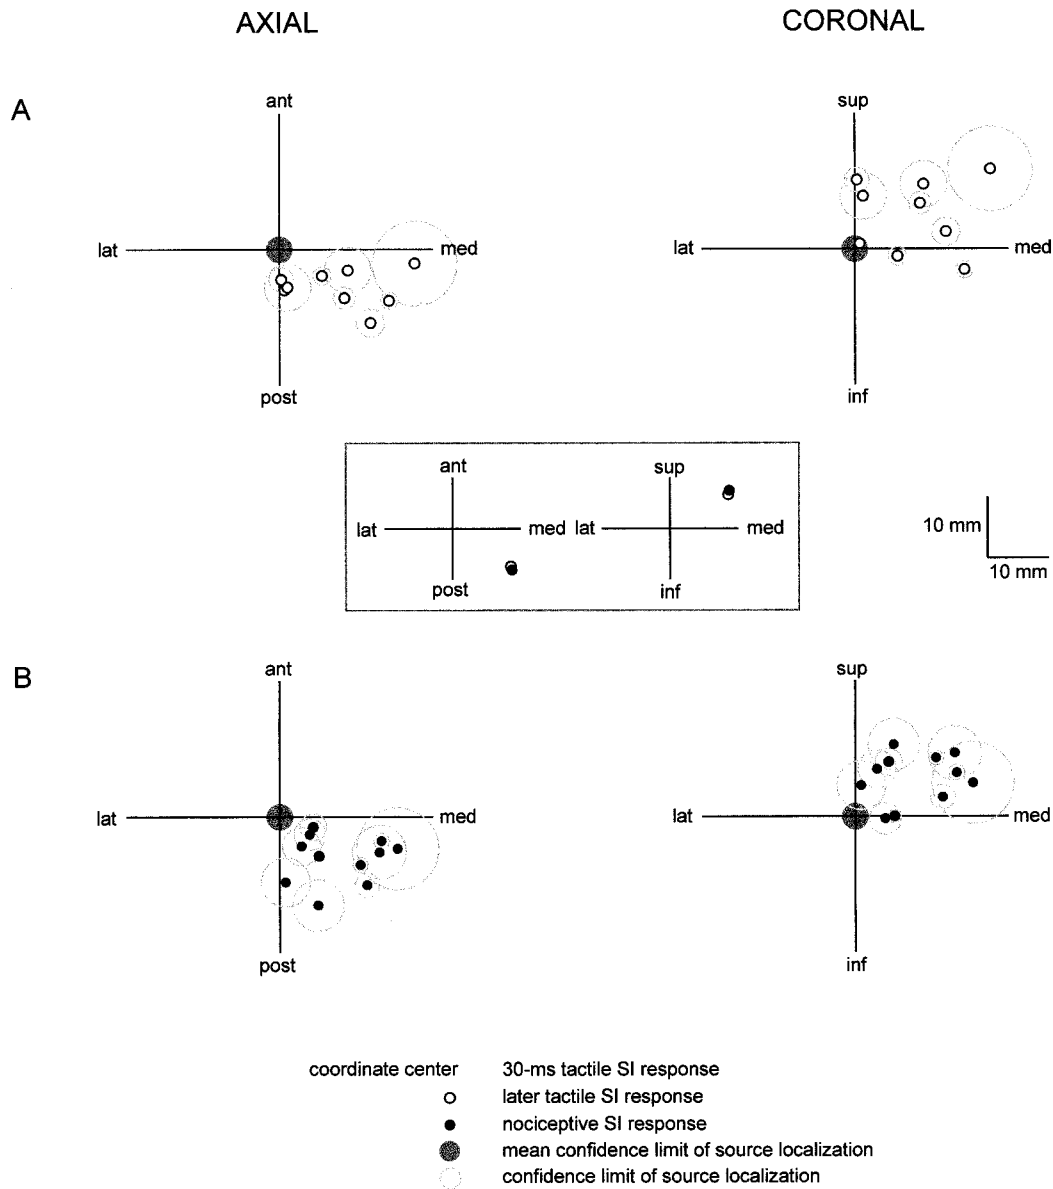 AXIAL CORONAL
A
ant sup
lat med lat med
post inf
ant sup
lat med lat med
post inf
10 mm
10 mm
B
ant sup
lat med lat med
post inf
coordinate center 30-ms tactile SI response
later tactile SI response
nociceptive SI response
mean confidence limit of source localization
confidence limit of source localization